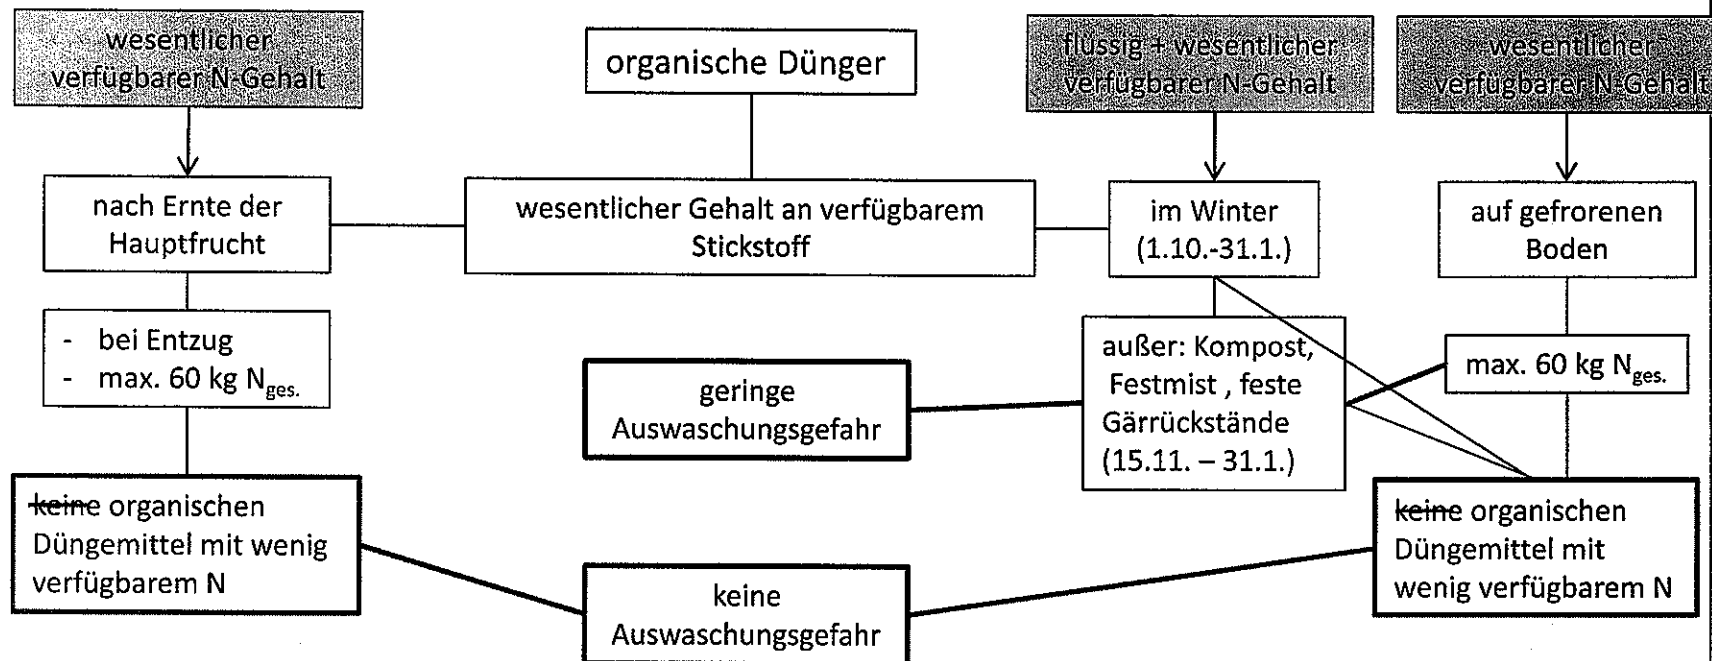 wesentlicher
verfügbarer N-Gehalt
organische Dünger
flüssig + wesentlicher
verfügbarer N-Gehalt
wesentlicher
verfügbarer N-Gehalt
nach Ernte der
Hauptfrucht
wesentlicher Gehalt an verfügbarem
Stickstoff
im Winter
(1.10.-31.1.)
auf gefrorenen
Boden
- bei Entzug
- max. 60 kg Nges.
geringe
Auswaschungsgefahr
außer: Kompost,
Festmist , feste
Gärrückstände
(15.11. – 31.1.)
max. 60 kg Nges.
keine organischen
Düngemittel mit wenig
verfügbarem N
keine
Auswaschungsgefahr
keine organischen
Düngemittel mit
wenig verfügbarem N